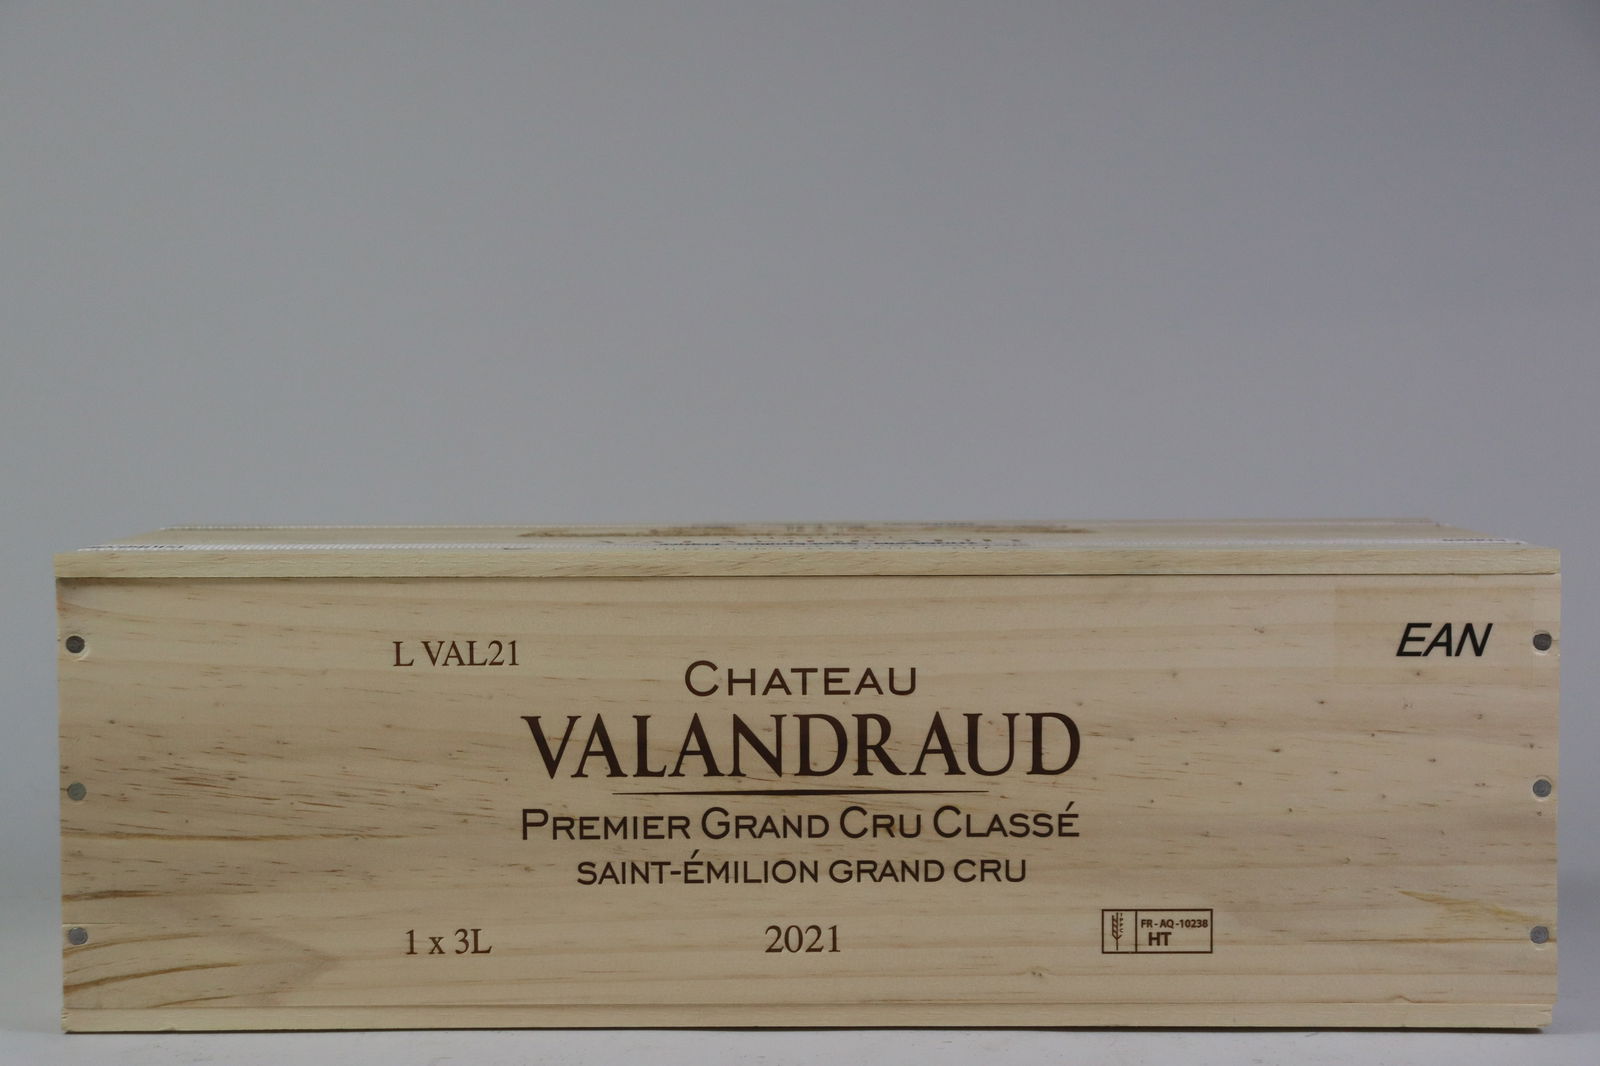 L VAL21
EAN
CHATEAU
VALANDRAUD
PREMIER GRAND CRU CLASSÉ
SAINT-ÉMILION GRAND CRU
1 x 3L
2021
IPPC
FR - AQ - 10238
HT